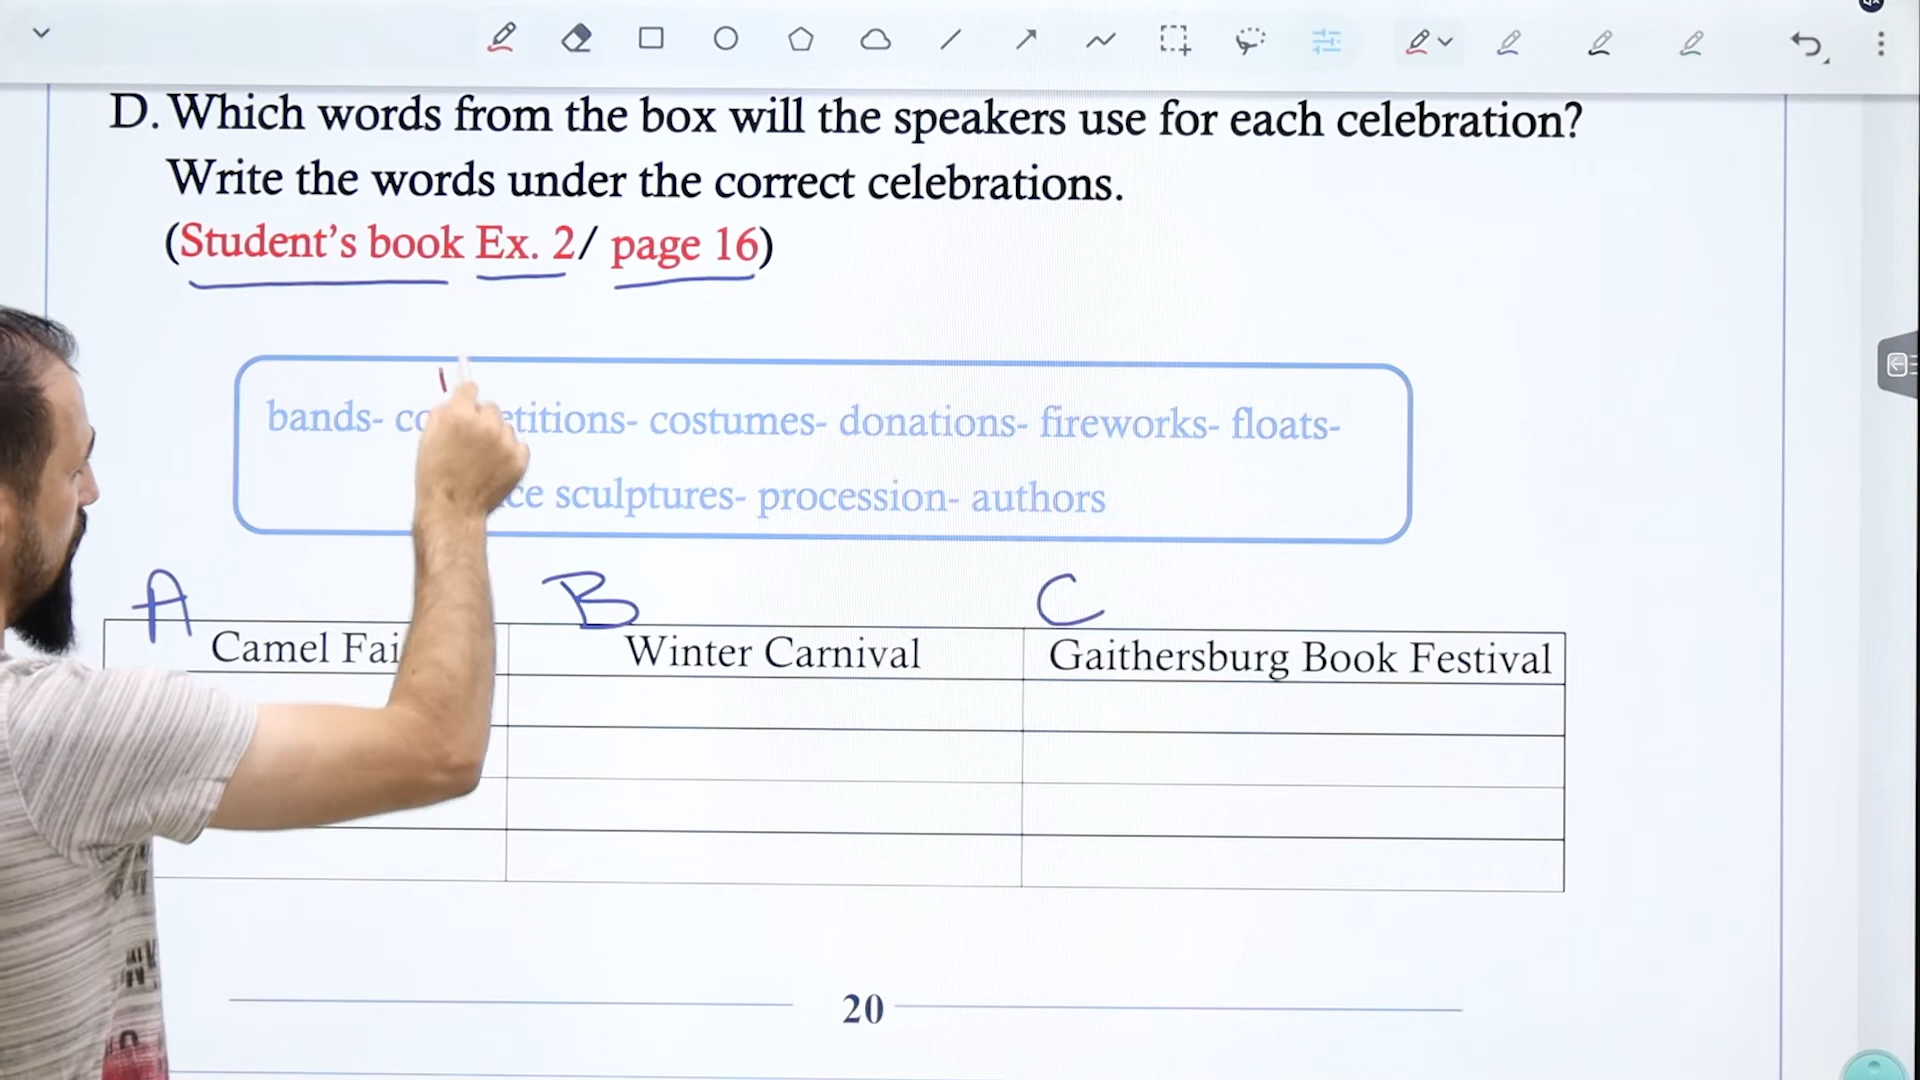 D. Which words from the box will the speakers use for each celebration?
Write the words under the correct celebrations.
(Student's book Ex. 2/ page 16)
bands- co etitions- costumes- donations- fireworks- floats-
ce sculptures- procession- authors
A B C
Camel Fai Winter Carnival Gaithersburg Book Festival
20